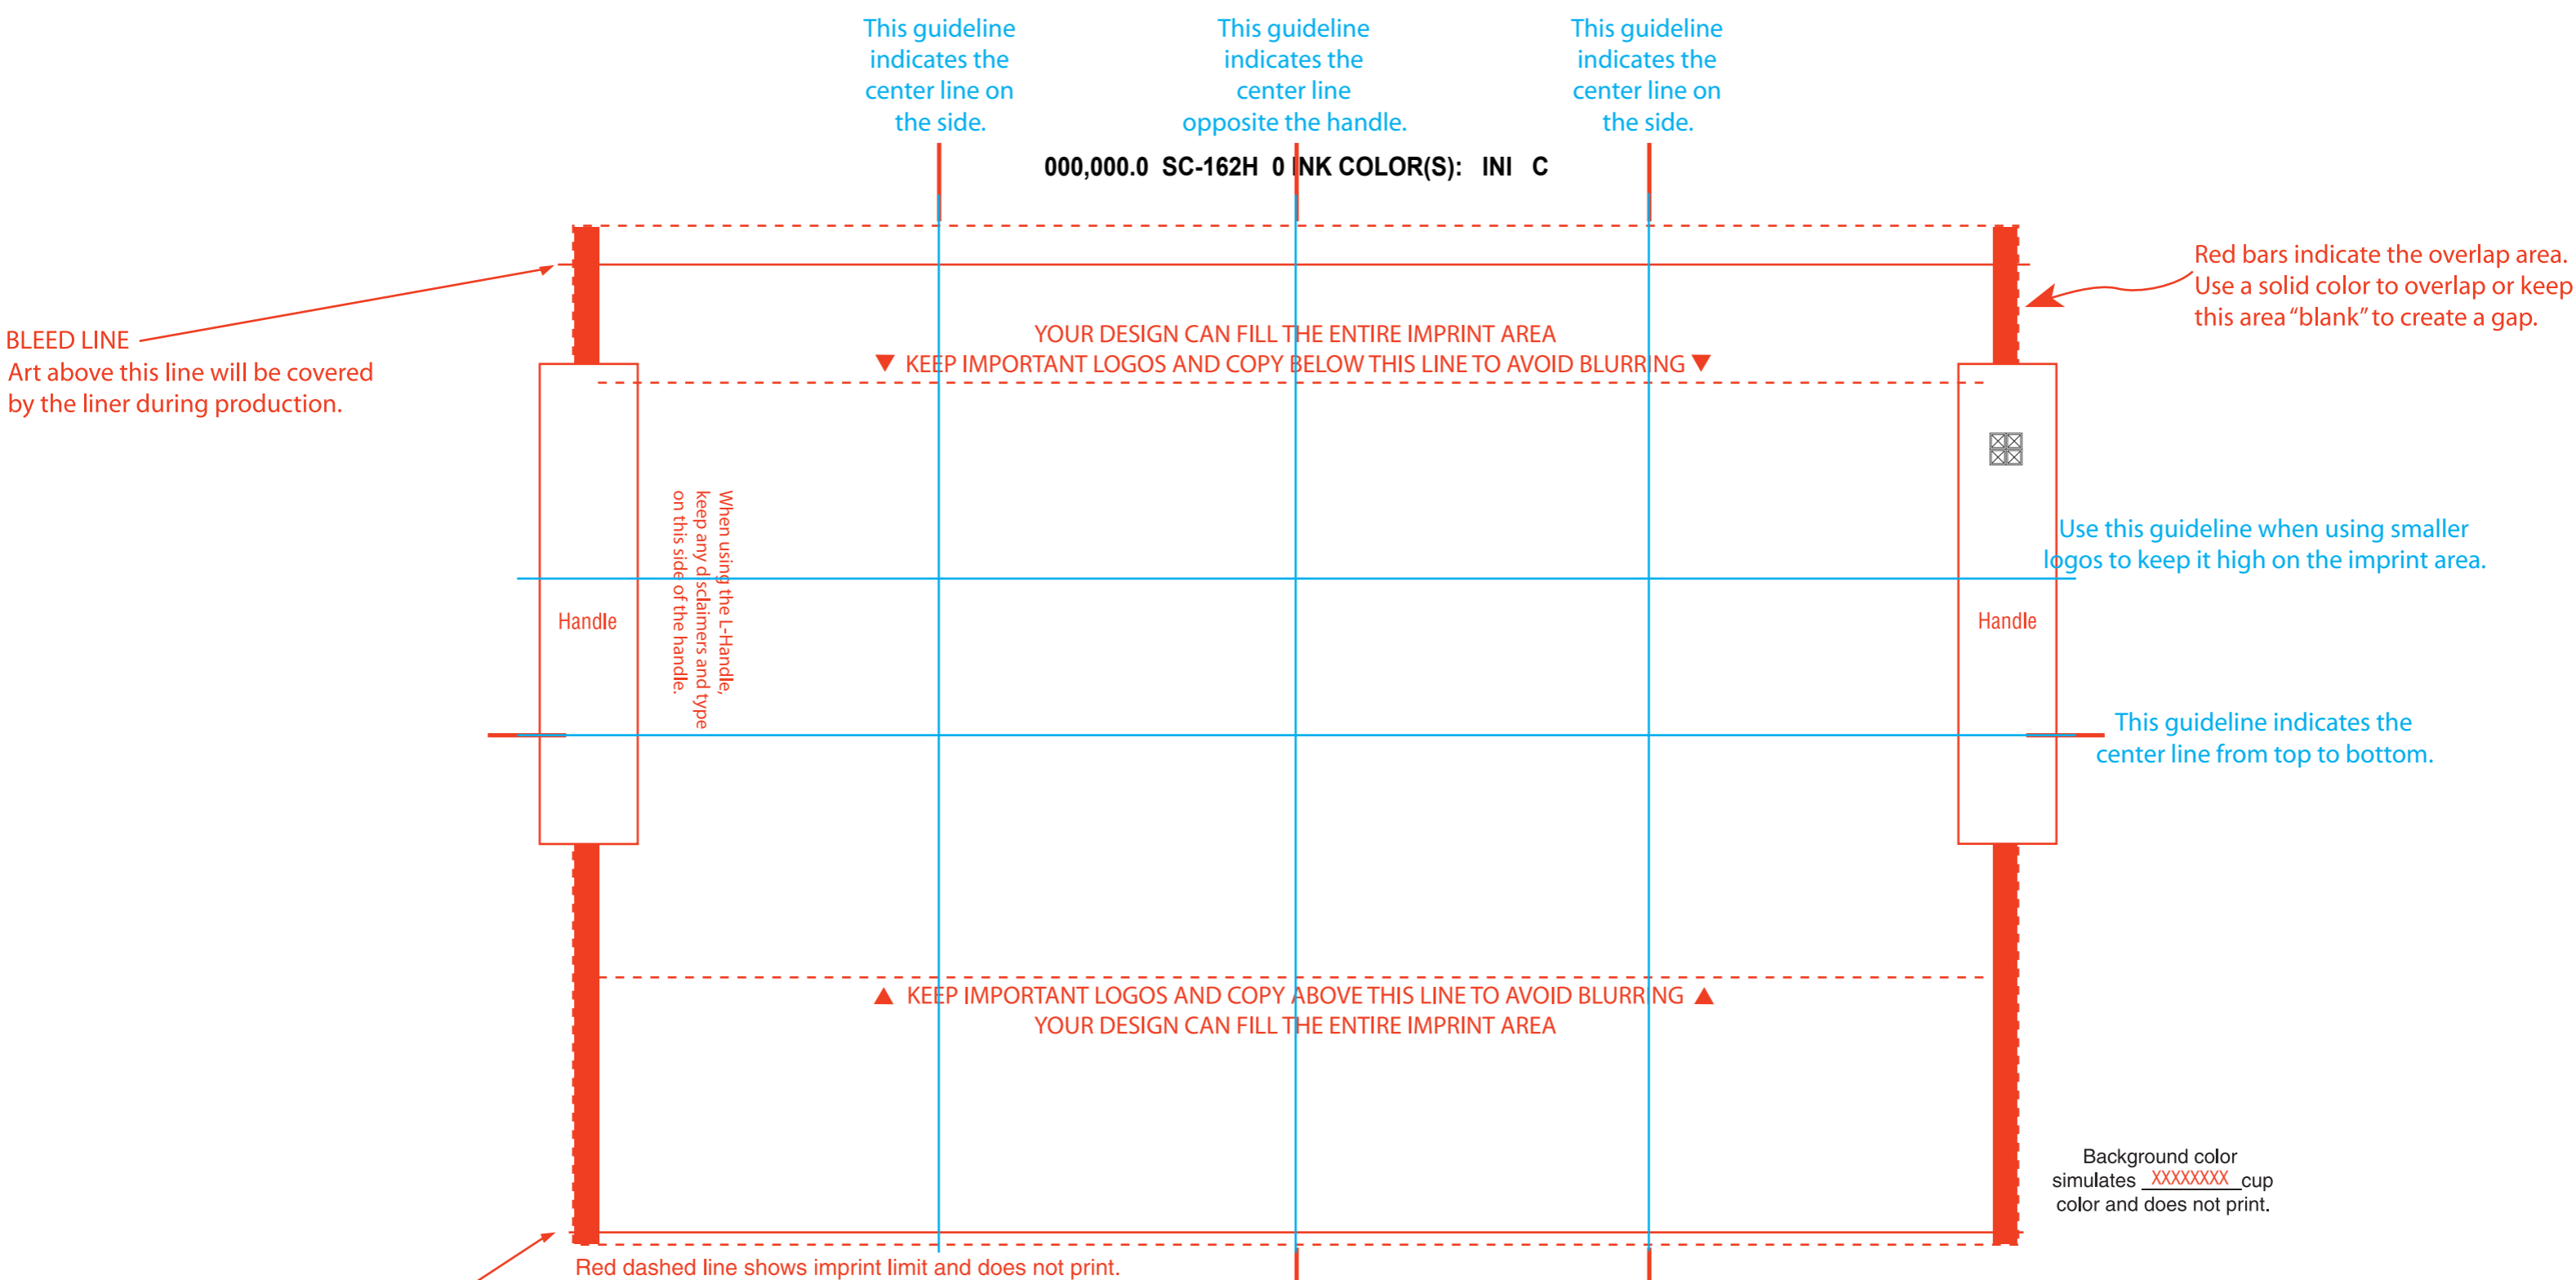 This guideline
indicates the
center line on
the side.
This guideline
indicates the
center line
opposite the handle.
This guideline
indicates the
center line on
the side.
000,000.0 SC-162H 0 INK COLOR(S): INI C
BLEED LINE
Art above this line will be covered
by the liner during production.
Red bars indicate the overlap area.
Use a solid color to overlap or keep
this area “blank” to create a gap.
YOUR DESIGN CAN FILL THE ENTIRE IMPRINT AREA
▼ KEEP IMPORTANT LOGOS AND COPY BELOW THIS LINE TO AVOID BLURRING ▼
When using the L-Handle,
keep any d sclaimers and type
on this side of the handle.
Handle
Handle
Use this guideline when using smaller
logos to keep it high on the imprint area.
This guideline indicates the
center line from top to bottom.
▲ KEEP IMPORTANT LOGOS AND COPY ABOVE THIS LINE TO AVOID BLURRING ▲
YOUR DESIGN CAN FILL THE ENTIRE IMPRINT AREA
Background color
simulates XXXXXXXX cup
color and does not print.
Red dashed line shows imprint limit and does not print.